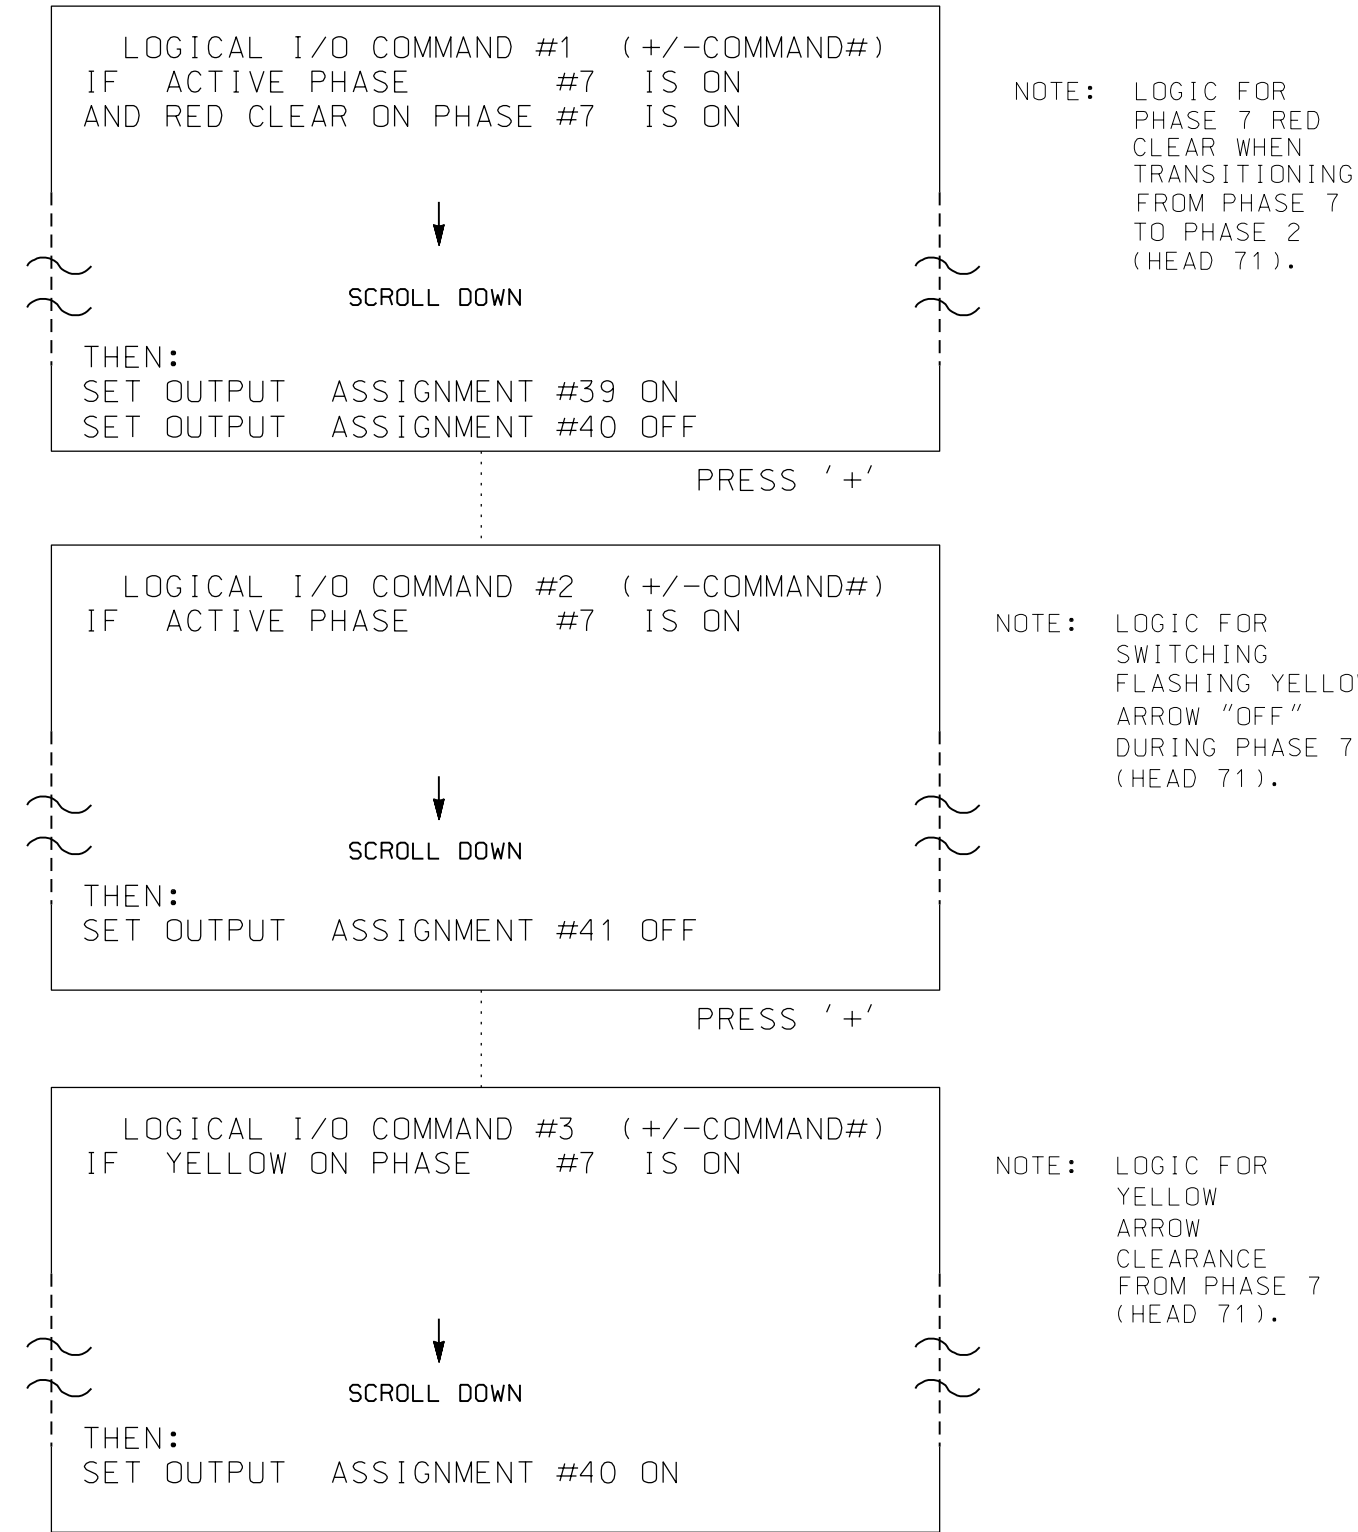 LOGICAL I/O COMMAND #1 (+/-COMMAND#)
IF ACTIVE PHASE #7 IS ON
AND RED CLEAR ON PHASE #7 IS ON
SCROLL DOWN
THEN:
SET OUTPUT ASSIGNMENT #39 ON
SET OUTPUT ASSIGNMENT #40 OFF
NOTE: LOGIC FOR
PHASE 7 RED
CLEAR WHEN
TRANSITIONING
FROM PHASE 7
TO PHASE 2
(HEAD 71).
PRESS '+'
LOGICAL I/O COMMAND #2 (+/-COMMAND#)
IF ACTIVE PHASE #7 IS ON
SCROLL DOWN
THEN:
SET OUTPUT ASSIGNMENT #41 OFF
NOTE: LOGIC FOR
SWITCHING
FLASHING
ARROW "OFF"
DURING PHASE 7
(HEAD 71).
PRESS '+'
LOGICAL I/O COMMAND #3 (+/-COMMAND#)
IF YELLOW ON PHASE #7 IS ON
SCROLL DOWN
THEN:
SET OUTPUT ASSIGNMENT #40 ON
NOTE: LOGIC FOR
YELLOW
ARROW
CLEARANCE
FROM PHASE 7
(HEAD 71).